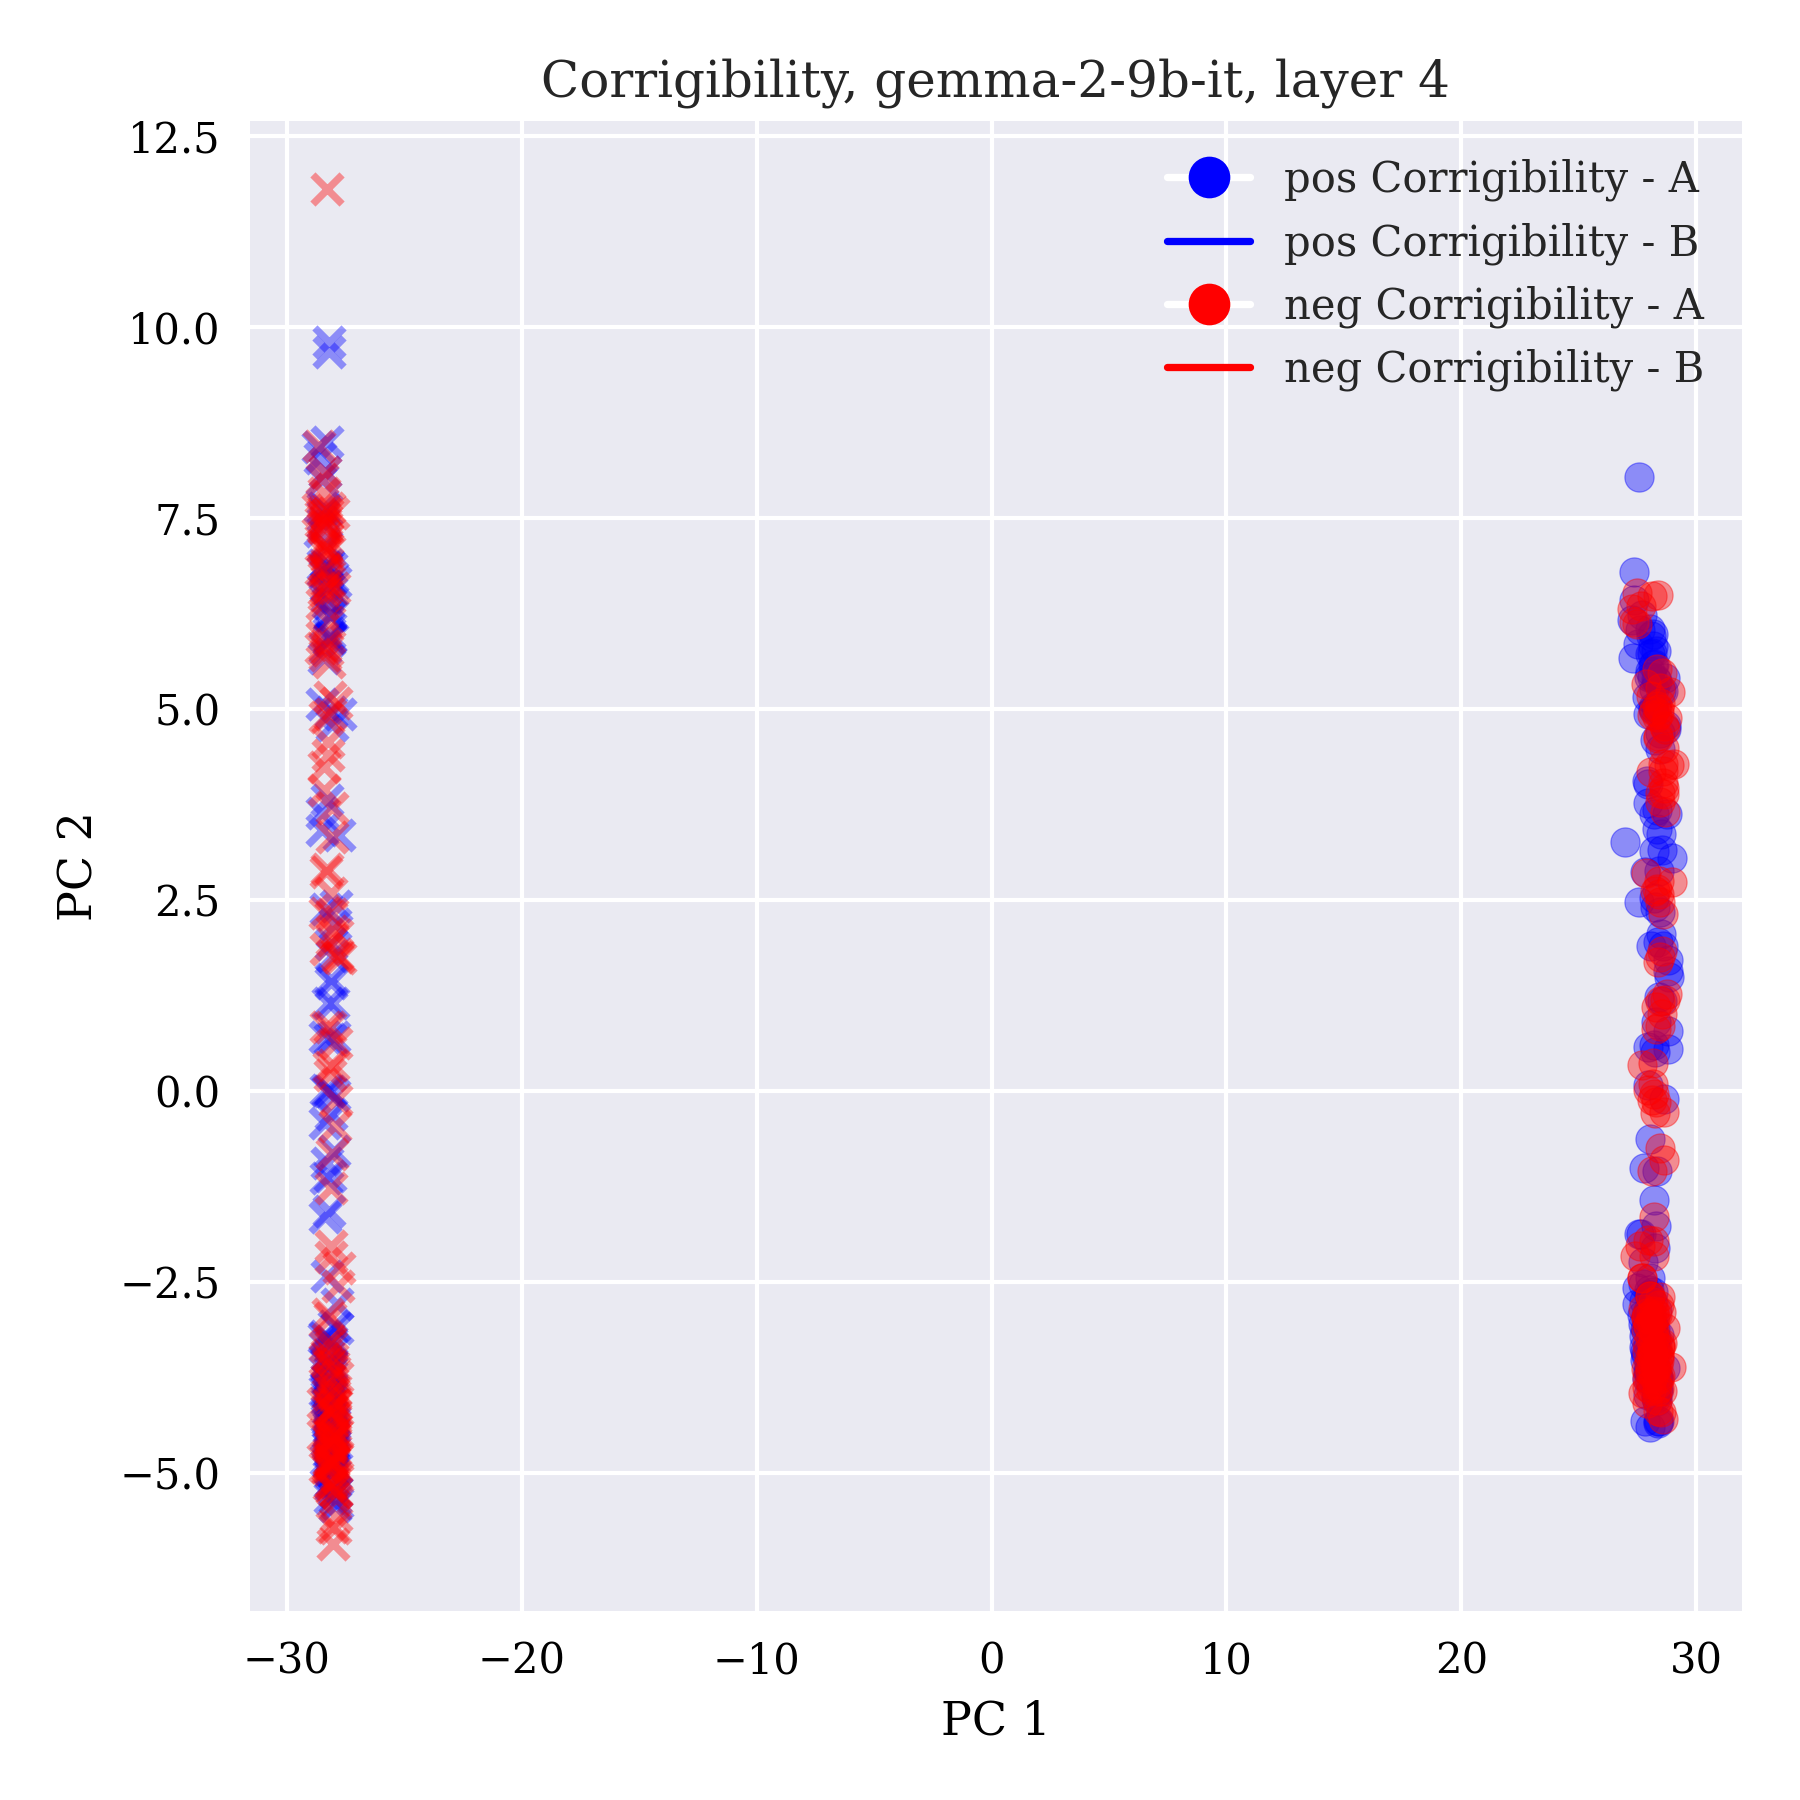 Corrigibility, gemma-2-9b-it, layer 4
12.5
10.0
7.5
5.0
2.5
0.0
−2.5
−5.0
PC 2
pos Corrigibility - A
pos Corrigibility - B
neg Corrigibility - A
neg Corrigibility - B
−30 −20 −10 0 10 20 30
PC 1